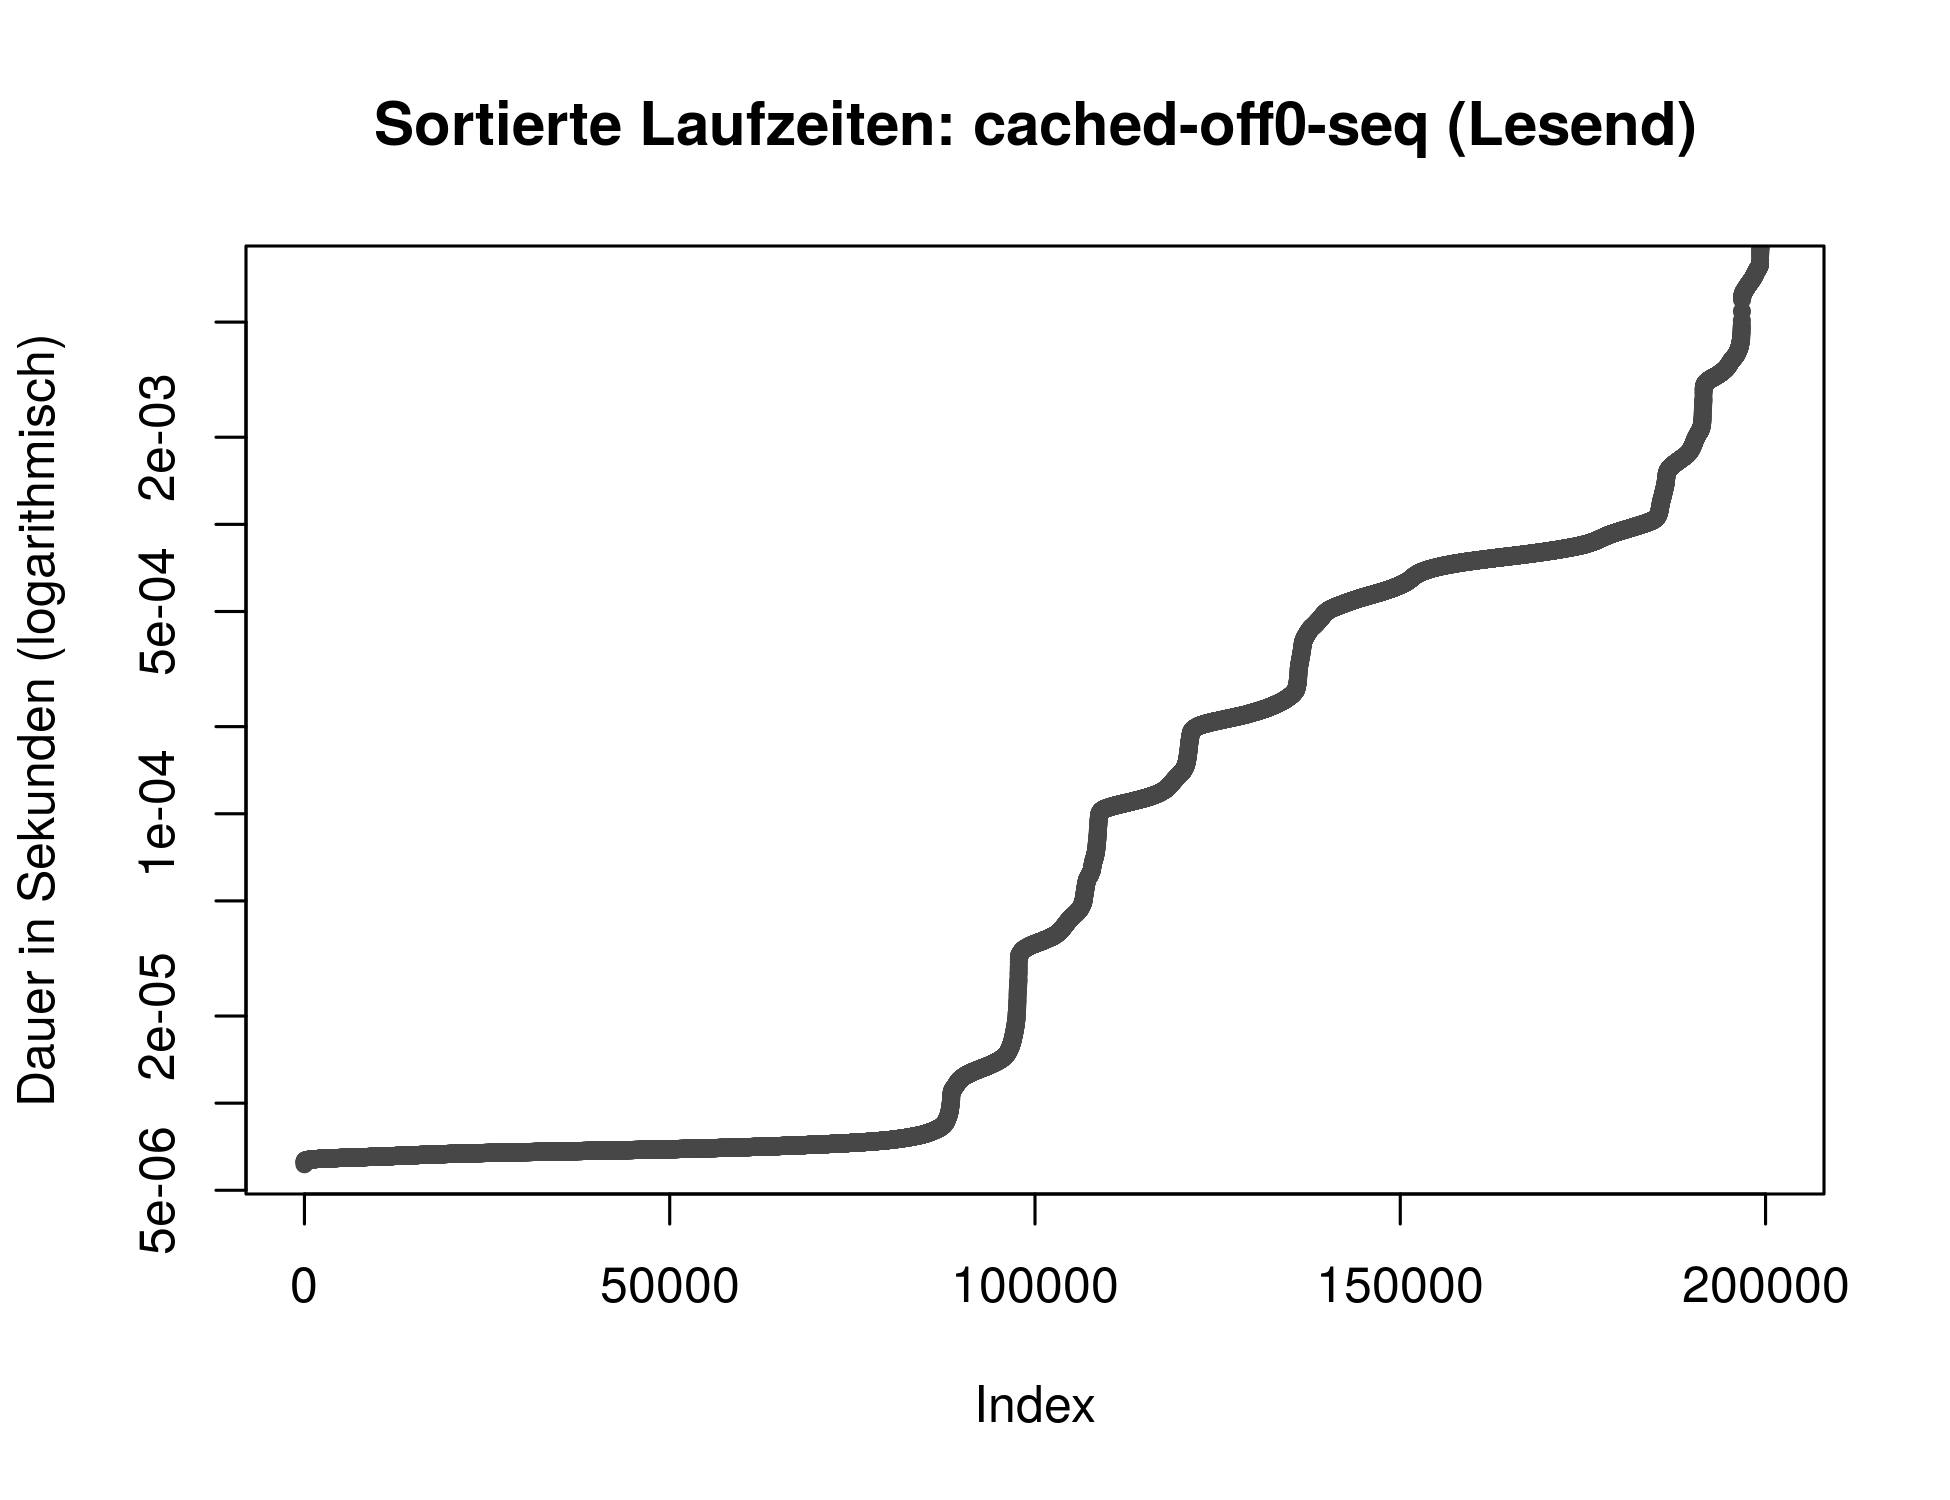 Sortierte Laufzeiten: cached-off0-seq (Lesend)
Dauer in Sekunden (logarithmisch)
2e-03
5e-04
1e-04
2e-05
5e-06
0 50000 100000 150000 200000
Index